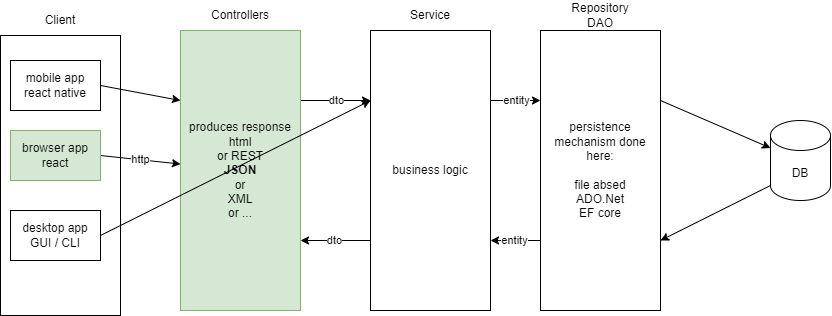 Client
Controllers
Service
Repository
DAO
mobile app
react native
browser app
react
http
desktop app
GUI / CLI
produces response
html
or REST
JSON
or
XML
or ...
dto
dto
business logic
entity
entity
persistence
mechanism done
here:
file absed
ADO.Net
EF core
DB